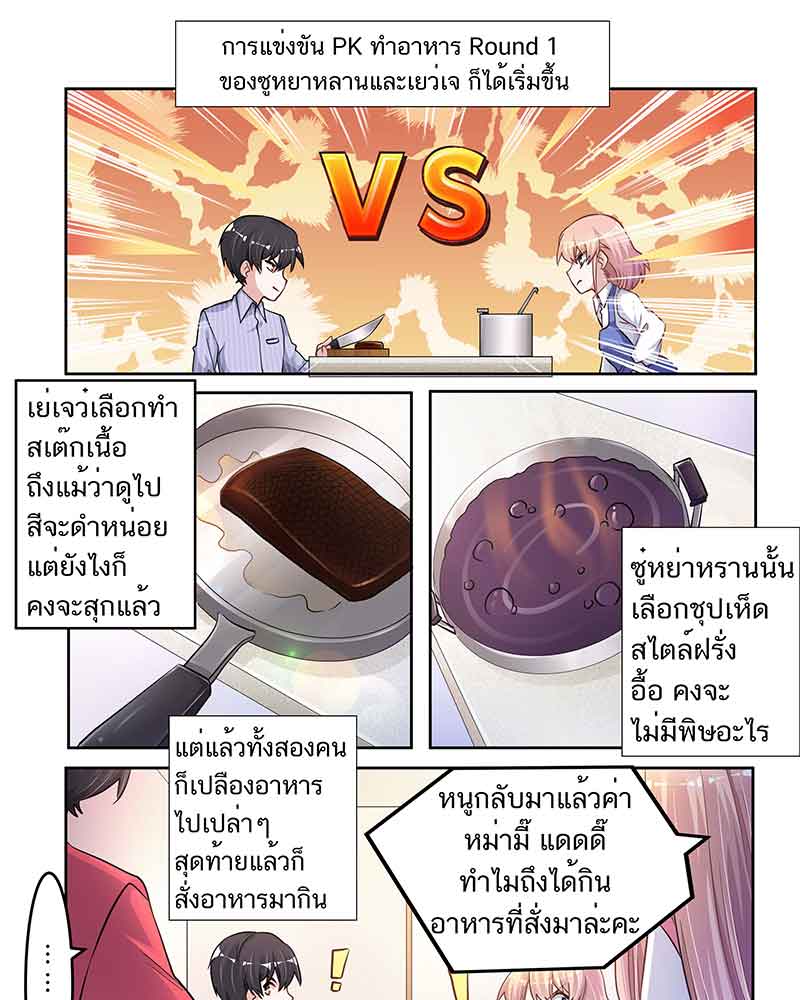 การแข่งขัน PK ทำอาหาร Round 1
ของซูหยาหลานและเยว่เจ ก็ได้เริ่มขึ้น
VS
เย่เจว๋เลือกทำ
สเต๊กเนื้อ
ถึงแม้ว่าดูไป
สีจะดำหน่อย
แต่ยังไงก็
คงจะสุกแล้ว
ซู๋หย่าหรานนั้น
เลือกซุปเห็ด
สไตล์ฝรั่ง
อื้อ คงจะ
ไม่มีพิษอะไร
แต่แล้วทั้งสองคน
ก็เปลืองอาหาร
ไปเปล่าๆ
สุดท้ายแล้วก็
สั่งอาหารมากิน
หนูกลับมาแล้วค่า
หม่ามี๊ แดดดี๊
ทำไมถึงได้กิน
อาหารที่สั่งมาล่ะคะ
......
!